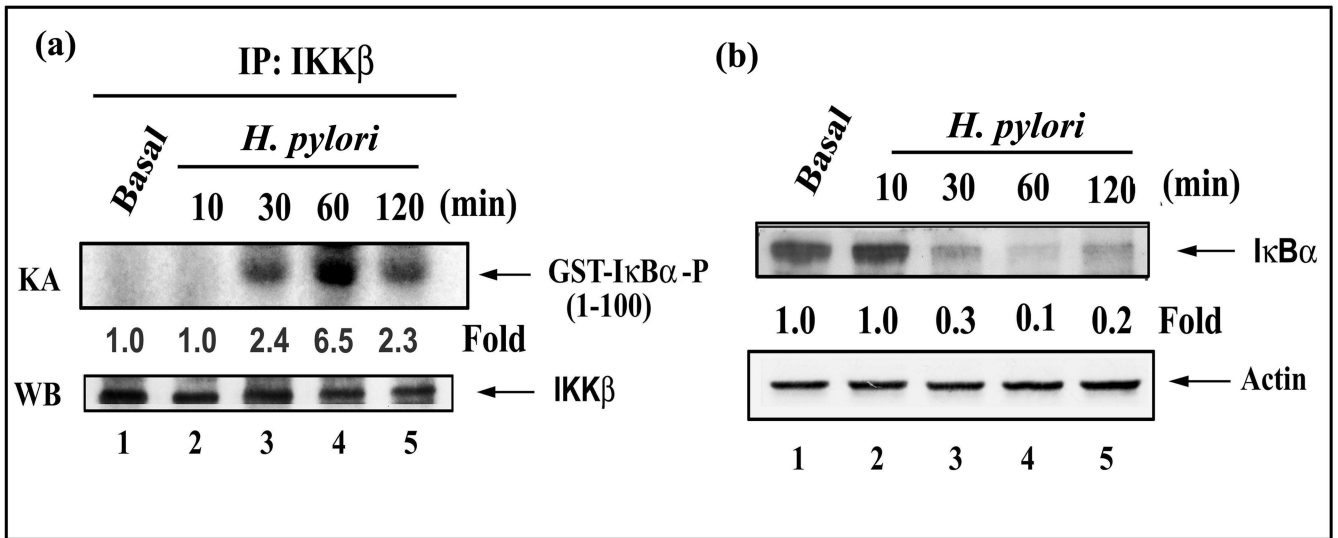 (a)
IP: IKKβ
Basal
H. pylori
10 30 60 120 (min)
KA
GST-IκBα-P
(1-100)
1.0 1.0 2.4 6.5 2.3 Fold
WB
IKKβ
1 2 3 4 5
(b)
Basal
H. pylori
10 30 60 120 (min)
IκBα
1.0 1.0 0.3 0.1 0.2 Fold
Actin
1 2 3 4 5